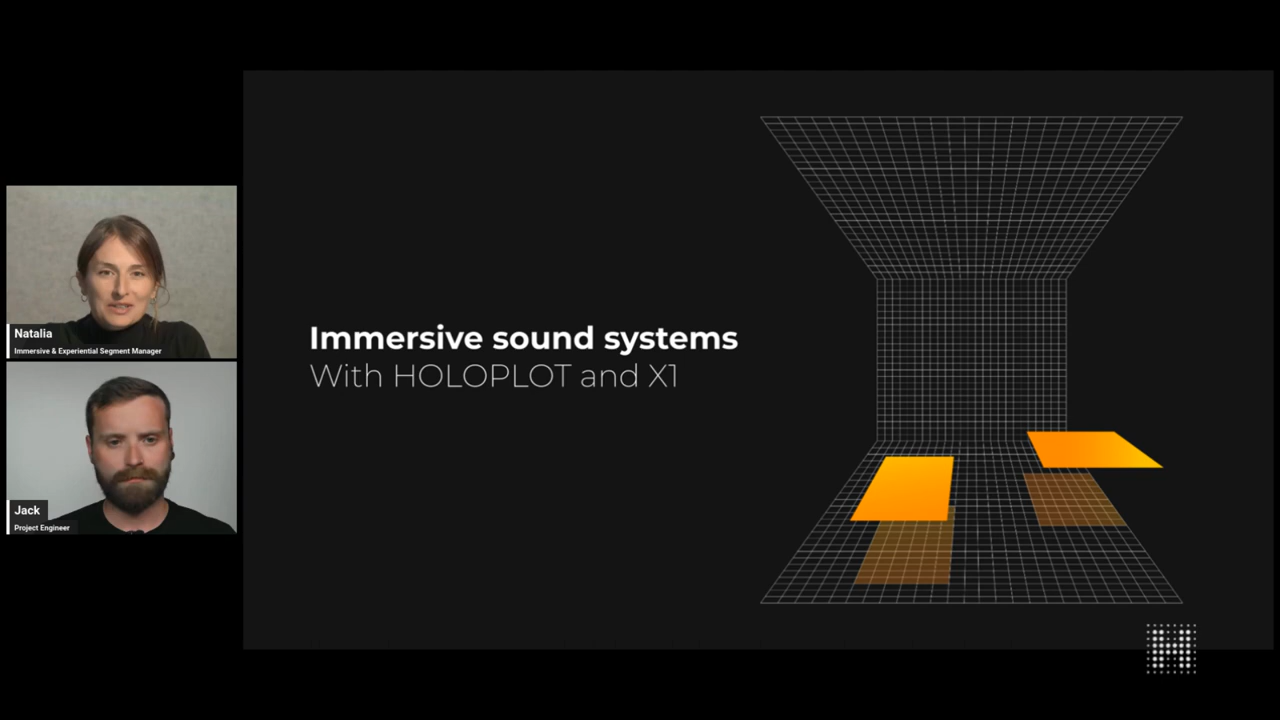 Natalia
Immersive & Experiential Segment Manager
Jack
Project Engineer
Immersive sound systems
With HOLOPLOT and X1
H